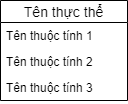 Tên thực thể
Tên thuộc tính 1
Tên thuộc tính 2
Tên thuộc tính 3